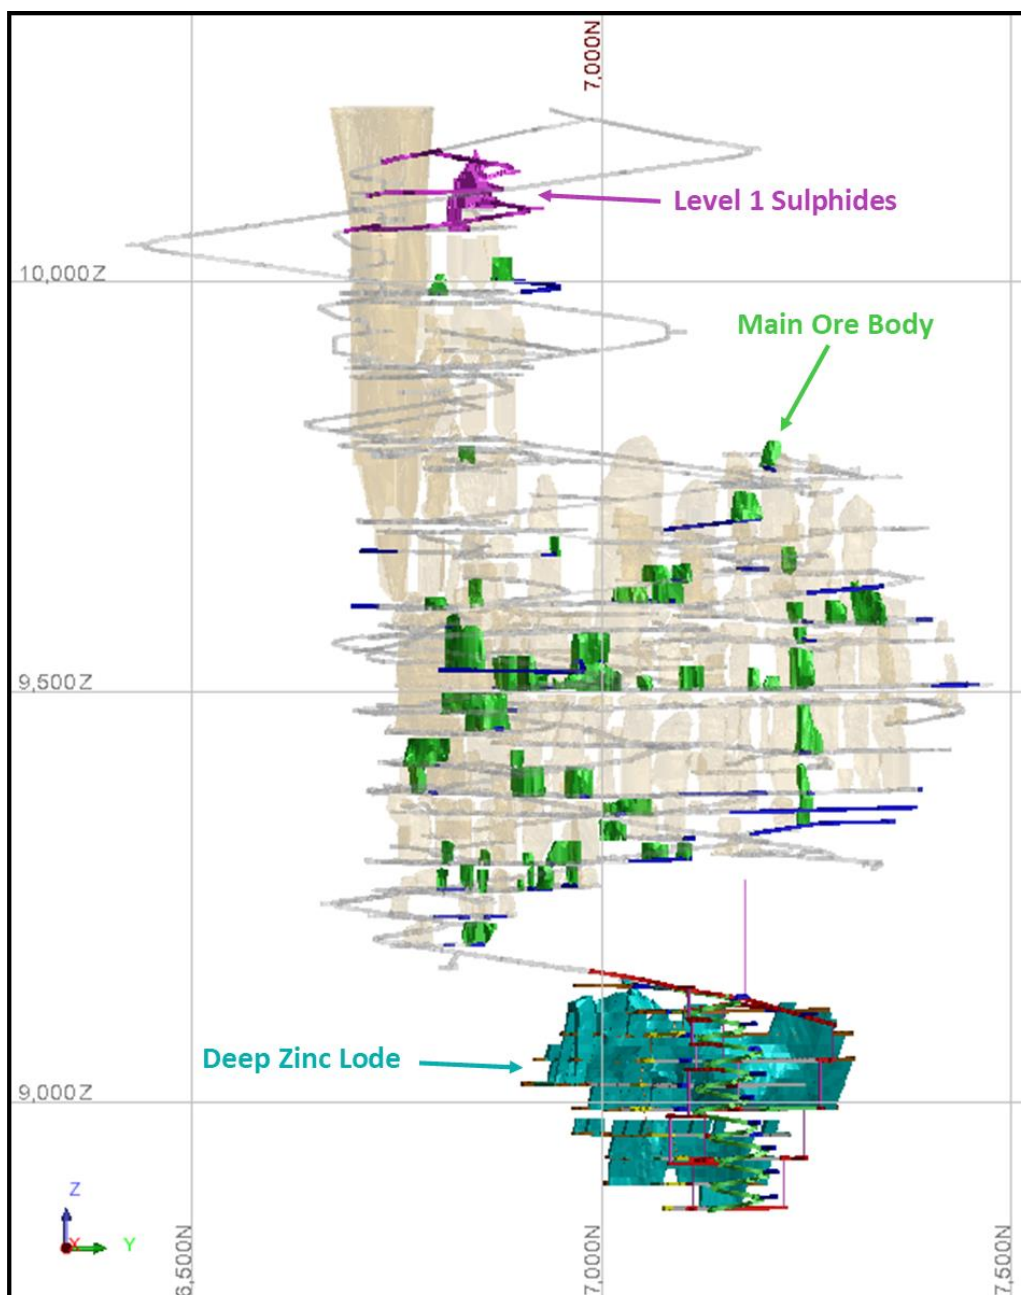 7,000N
Level 1 Sulphides
10,000Z
Main Ore Body
9,500Z
Deep Zinc Lode
9,000Z
Z
X
Y
6,500N
7,000N
7,500N